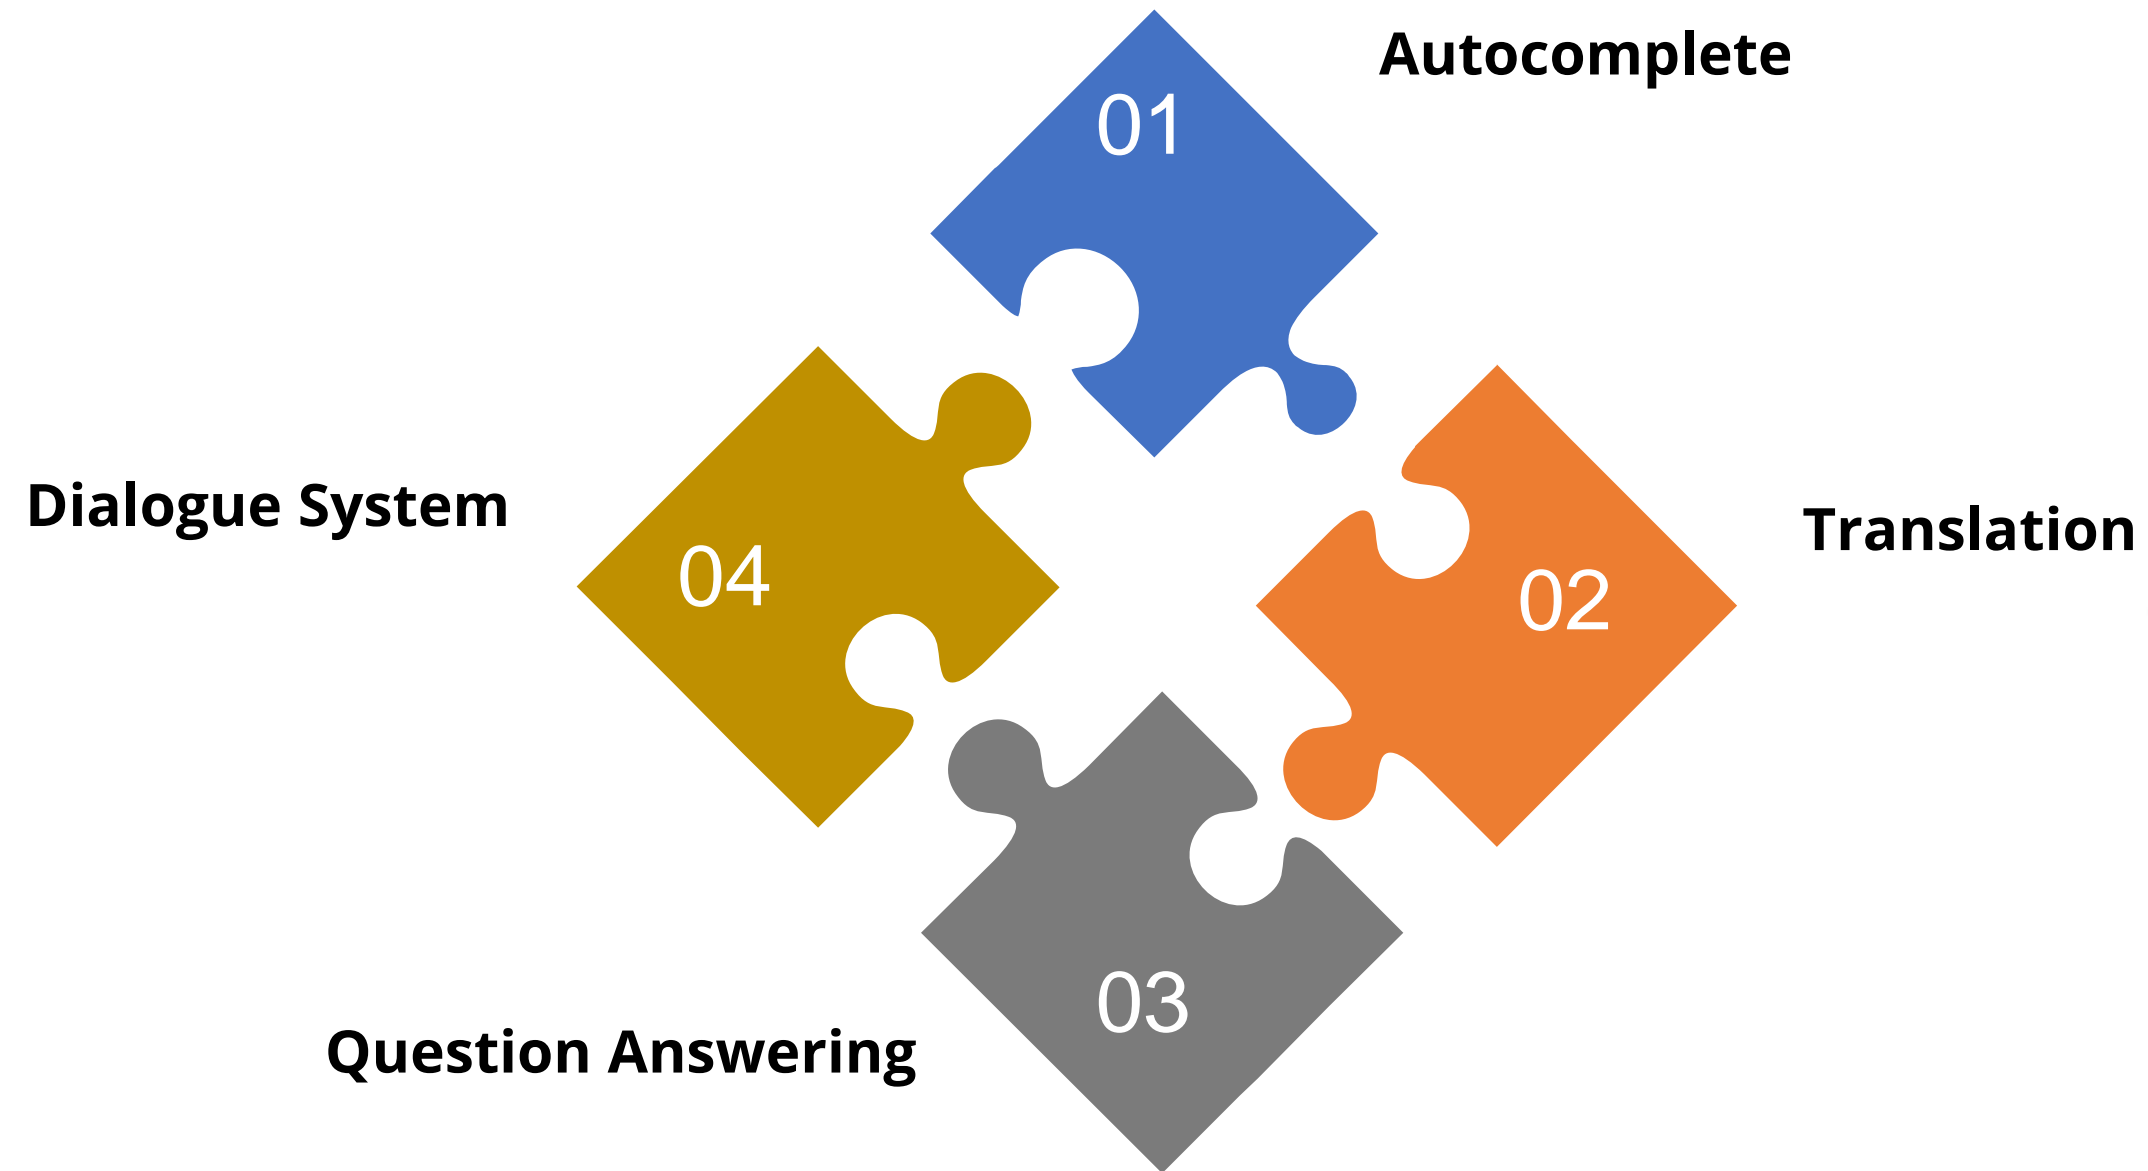 Autocomplete
01
Dialogue System
04
Translation
02
03
Question Answering